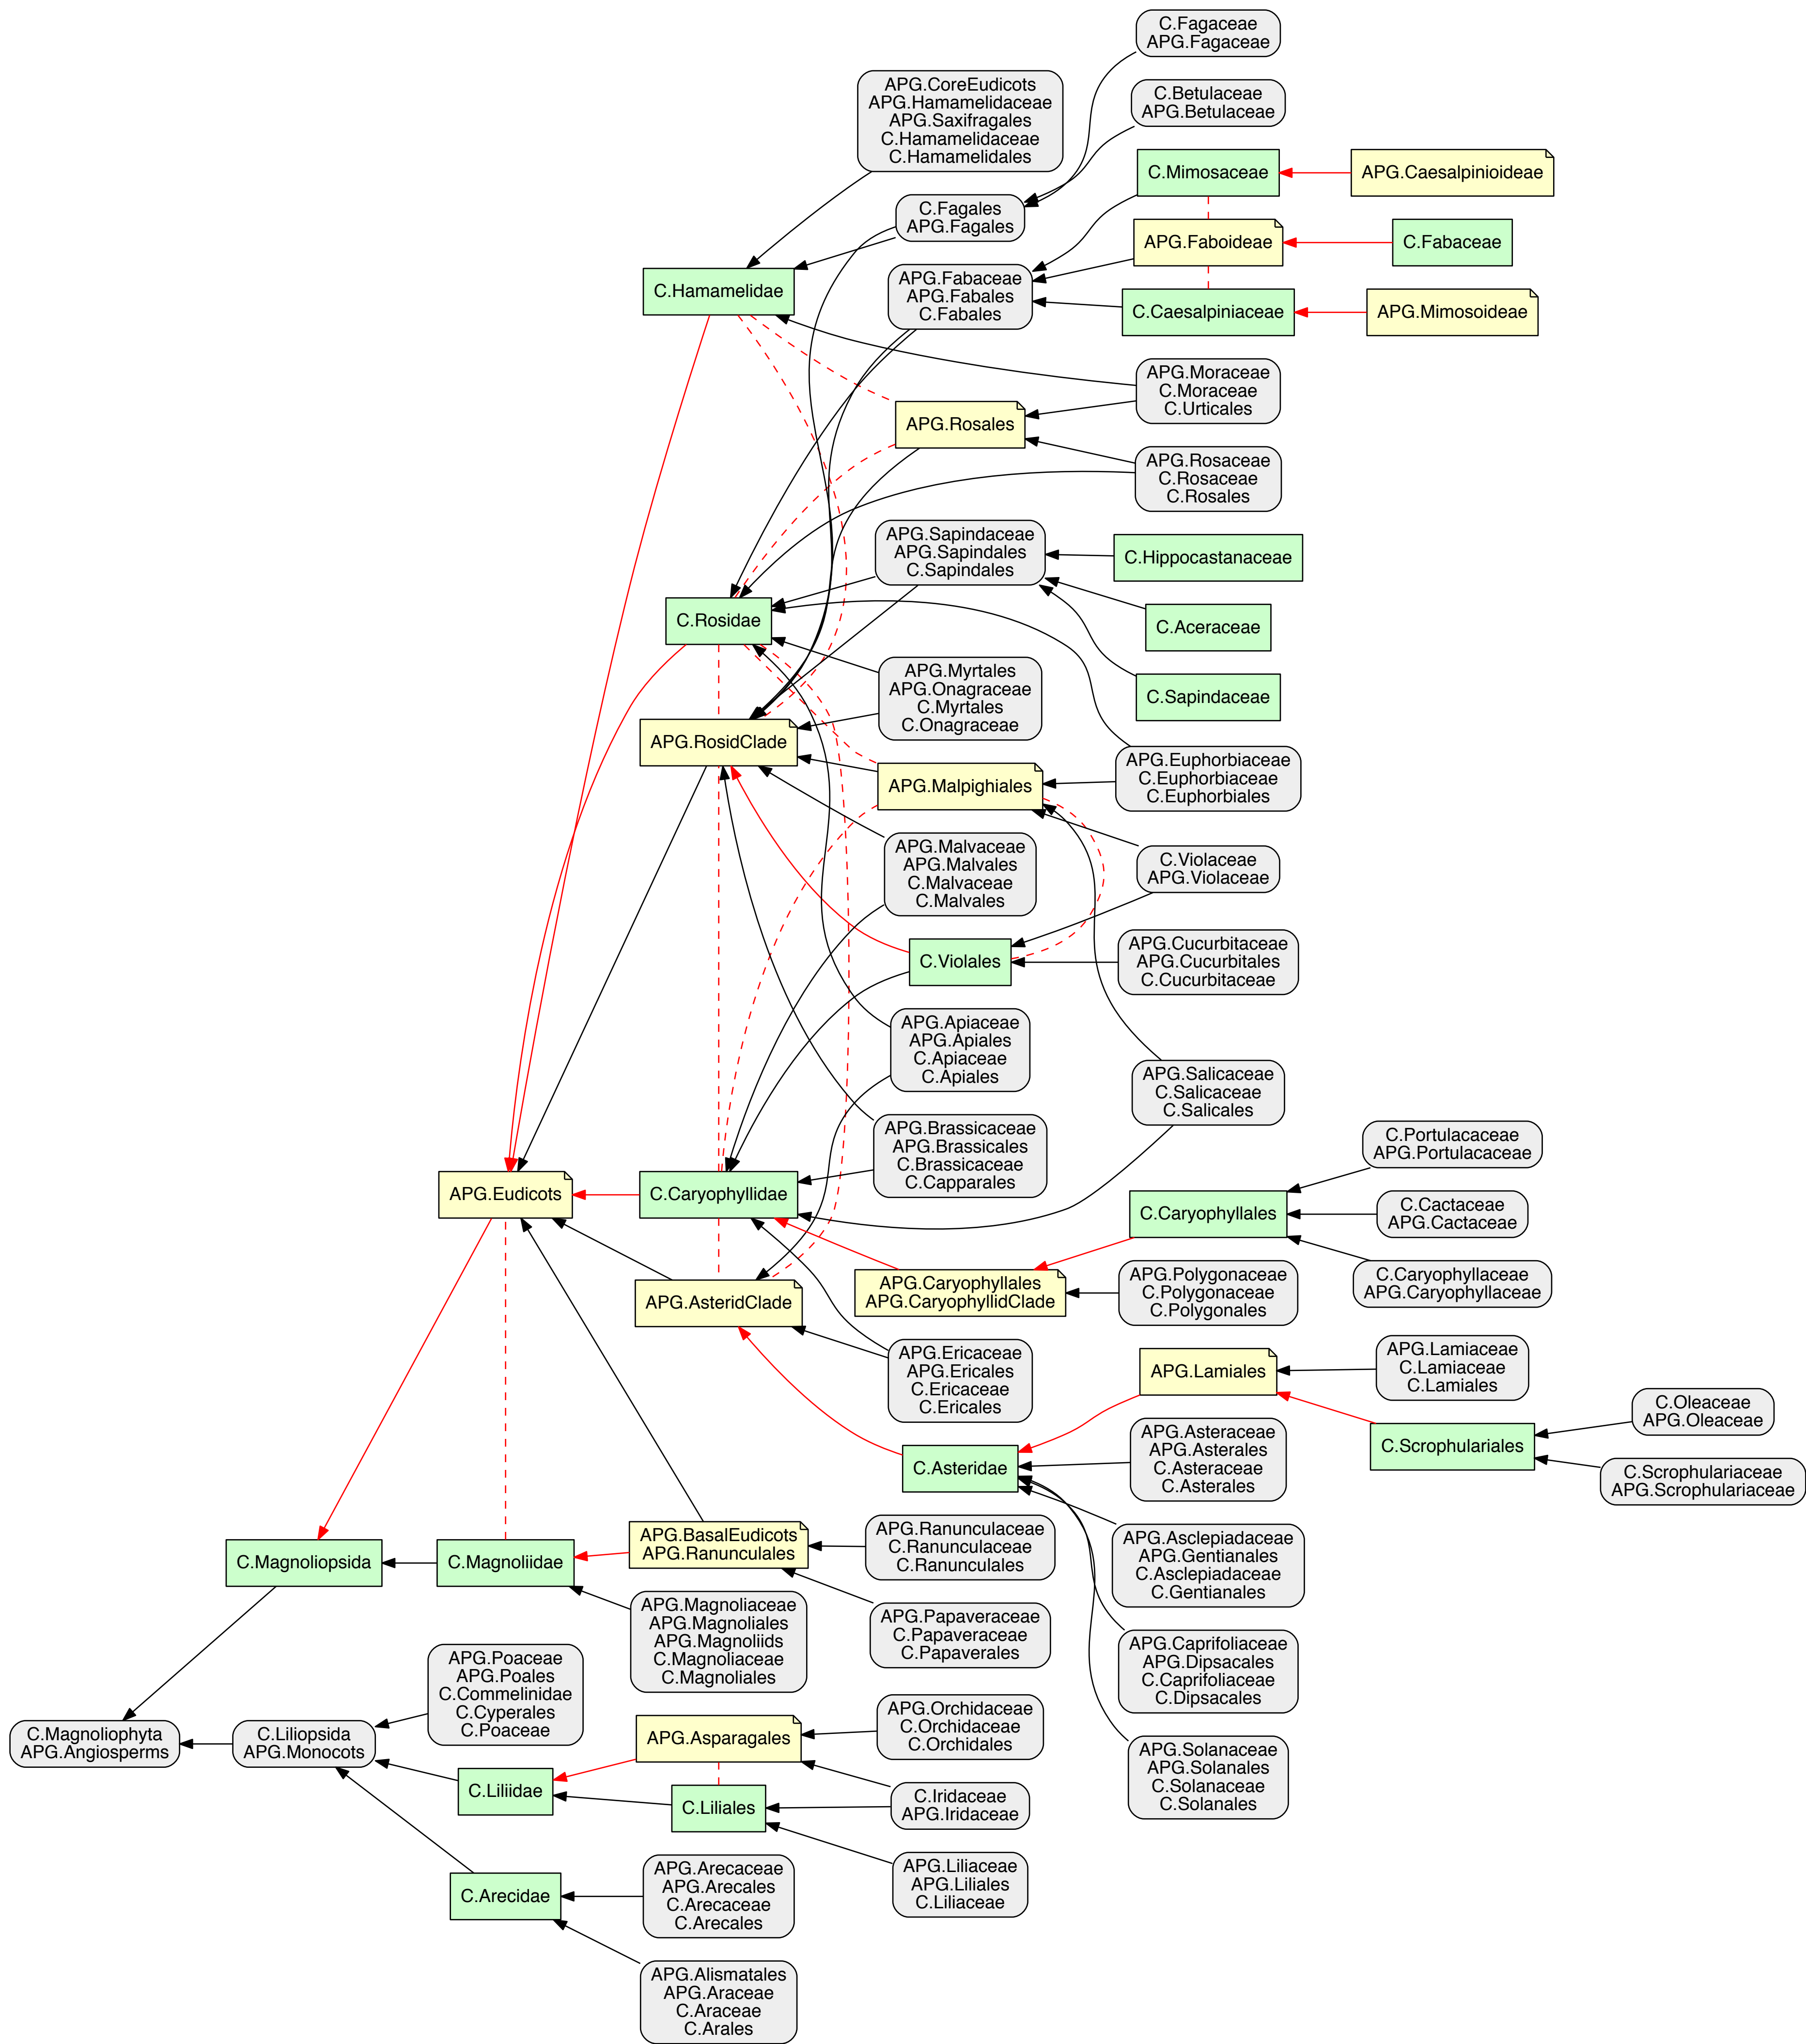 C.Fagaceae
APG.Fagaceae
APG.CoreEudicots
APG.Hamamelidaceae
APG.Saxifragales
C.Hamamelidaceae
C.Hamamelidales
C.Betulaceae
APG.Betulaceae
C.Mimosaceae
APG.Caesalpinioideae
C.Fagales
APG.Fagales
APG.Faboideae
C.Fabaceae
C.Hamamelidae
APG.Fabaceae
APG.Fabales
C.Fabales
C.Caesalpiniaceae
APG.Mimosoideae
APG.Moraceae
C.Moraceae
C.Urticales
APG.Rosales
APG.Rosaceae
C.Rosaceae
C.Rosales
APG.Sapindaceae
APG.Sapindales
C.Sapindales
C.Hippocastanaceae
C.Rosidae
C.Aceraceae
APG.Myrtales
APG.Onagraceae
C.Myrtales
C.Onagraceae
C.Sapindaceae
APG.RosidClade
APG.Malpighiales
APG.Euphorbiaceae
C.Euphorbiaceae
C.Euphorbiales
APG.Malvaceae
APG.Malvales
C.Malvaceae
C.Malvales
C.Violaceae
APG.Violaceae
C.Violales
APG.Cucurbitaceae
APG.Cucurbitales
C.Cucurbitaceae
APG.Apiaceae
APG.Apiales
C.Apiaceae
C.Apiales
APG.Salicaceae
C.Salicaceae
C.Salicales
APG.Brassicaceae
APG.Brassicales
C.Brassicaceae
C.Capparales
C.Portulacaceae
APG.Portulacaceae
APG.Eudicots
C.Caryophyllidae
C.Caryophyllales
C.Cactaceae
APG.Cactaceae
APG.AsteridClade
APG.Caryophyllales
APG.CaryophyllidClade
APG.Polygonaceae
C.Polygonaceae
C.Polygonales
C.Caryophyllaceae
APG.Caryophyllaceae
APG.Ericaceae
APG.Ericales
C.Ericaceae
C.Ericales
APG.Lamiales
APG.Lamiaceae
C.Lamiaceae
C.Lamiales
C.Oleaceae
APG.Oleaceae
C.Asteridae
APG.Asteraceae
APG.Asterales
C.Asteraceae
C.Asterales
C.Scrophulariales
C.Scrophulariaceae
APG.Scrophulariaceae
C.Magnoliopsida
C.Magnoliidae
APG.BasalEudicots
APG.Ranunculales
APG.Ranunculaceae
C.Ranunculaceae
C.Ranunculales
APG.Asclepiadaceae
APG.Gentianales
C.Asclepiadaceae
C.Gentianales
APG.Magnoliaceae
APG.Magnoliales
APG.Magnoliids
C.Magnoliaceae
C.Magnoliales
APG.Papaveraceae
C.Papaveraceae
C.Papaverales
APG.Caprifoliaceae
APG.Dipsacales
C.Caprifoliaceae
C.Dipsacales
APG.Poaceae
APG.Poales
C.Commelinidae
C.Cyperales
C.Poaceae
C.Magnoliophyta
APG.Angiosperms
C.Liliopsida
APG.Monocots
APG.Asparagales
APG.Orchidaceae
C.Orchidaceae
C.Orchidales
APG.Solanaceae
APG.Solanales
C.Solanaceae
C.Solanales
C.Liliidae
C.Liliales
C.Iridaceae
APG.Iridaceae
C.Arecidae
APG.Arecaceae
APG.Arecales
C.Arecaceae
C.Arecales
APG.Liliaceae
APG.Liliales
C.Liliaceae
APG.Alismatales
APG.Araceae
C.Araceae
C.Arales